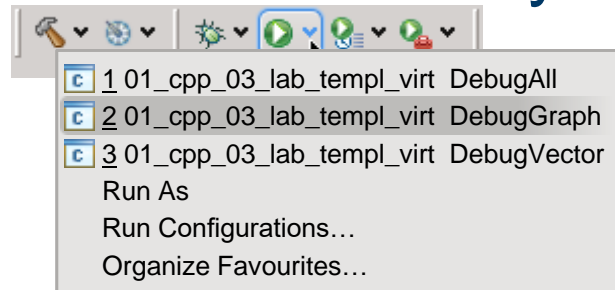 1 01_cpp_03_lab_templ_virt DebugAll
2 01_cpp_03_lab_templ_virt DebugGraph
3 01_cpp_03_lab_templ_virt DebugVector
Run As
Run Configurations…
Organize Favourites…